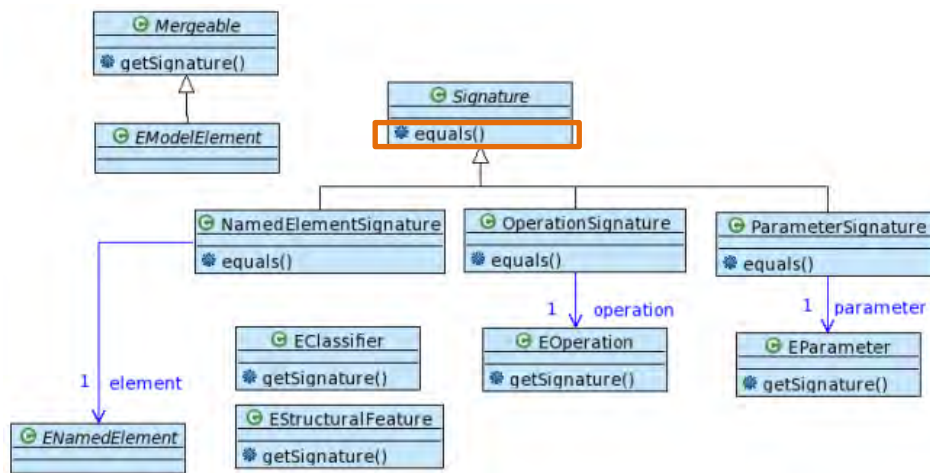 Mergeable
getSignature()
EModelElement
Signature
equals()
NamedElementSignature
equals()
OperationSignature
equals()
ParameterSignature
equals()
1 element
1 operation
1 parameter
EClassifier
getSignature()
EOperation
getSignature()
EParameter
getSignature()
EStructuralFeature
getSignature()
ENamedElement